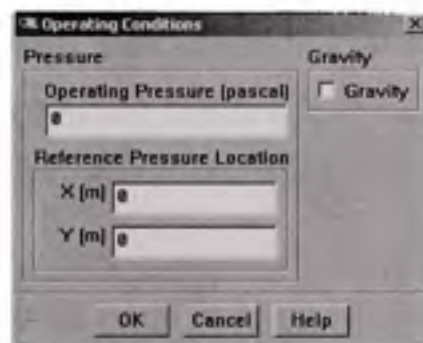 Operating Conditions
Pressure
Gravity
Operating Pressure (pascal)
Gravity
0
Reference Pressure Location
X (m) 0
Y (m) 0
OK Cancel Help